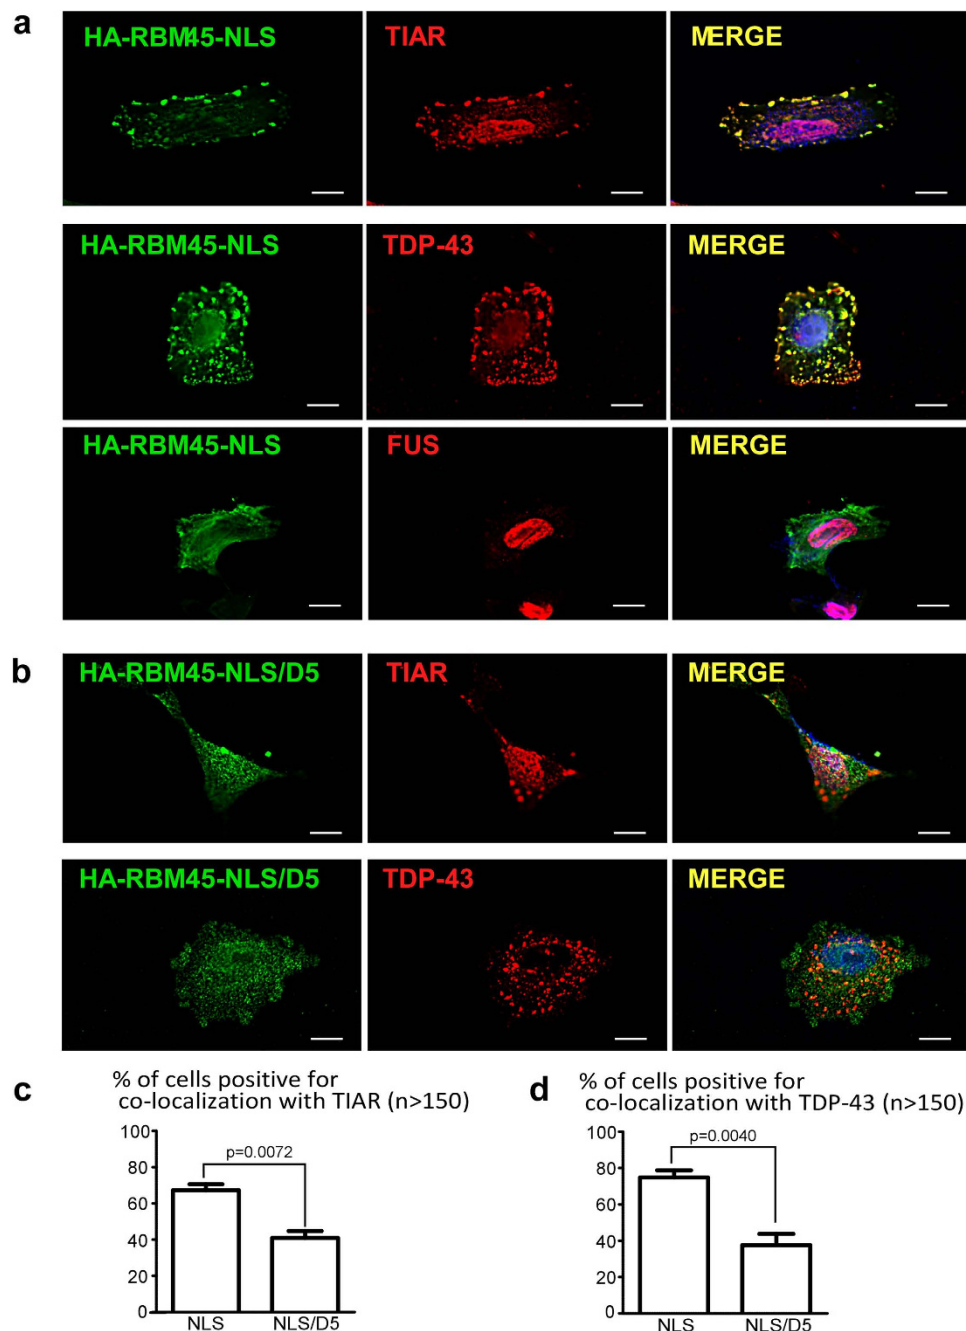 a
HA-RBM45-NLS
TIAR
MERGE
HA-RBM45-NLS
TDP-43
MERGE
HA-RBM45-NLS
FUS
MERGE
b
HA-RBM45-NLS/D5
TIAR
MERGE
HA-RBM45-NLS/D5
TDP-43
MERGE
c
% of cells positive for
co-localization with TIAR (n>150)
100
80
60
40
20
0
p=0.0072
NLS
NLS/D5
d
% of cells positive for
co-localization with TDP-43 (n>150)
100
80
60
40
20
0
p=0.0040
NLS
NLS/D5